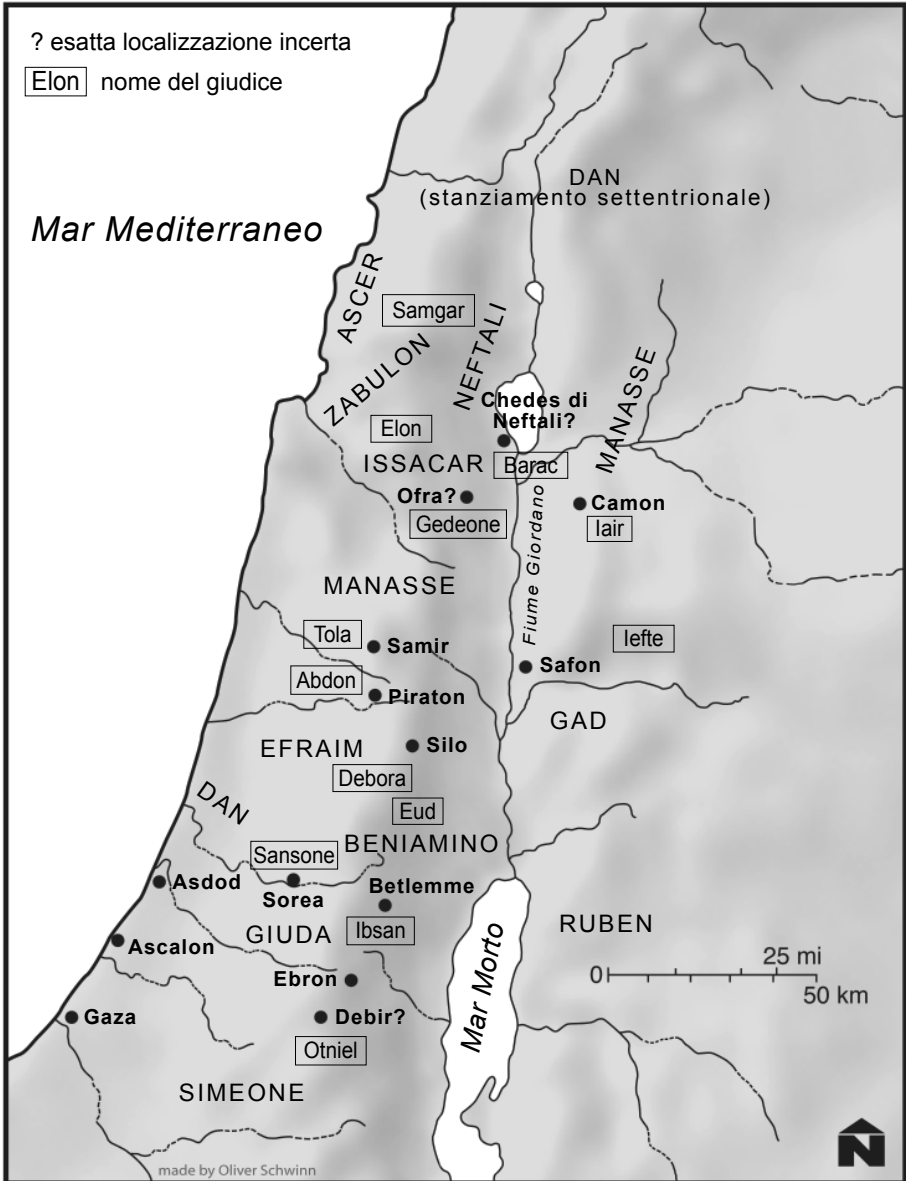 ? esatta localizzazione incerta
Elon nome del giudice
DAN
(stanziamento settentrionale)
Mar Mediterraneo
ASCER
Samgar
NEFTALI
ZABULON
MANASSE
Chedes di
Neftali?
Elon
ISSACAR
Barac
Ofra?
Camon
Gedeone
Iair
Fiume Giordano
MANASSE
Tola
Samir
Iefte
Safon
Abdon
Piraton
GAD
EFRAIM
Silo
Debora
DAN
Eud
BENIAMINO
Sansone
Asdod
Sorea
Betlemme
GIUDA
Ibsan
RUBEN
Ascalon
25 mi
0
50 km
Ebron
Mar Morto
Gaza
Debir?
Otniel
SIMEONE
N
made by Oliver Schwinn